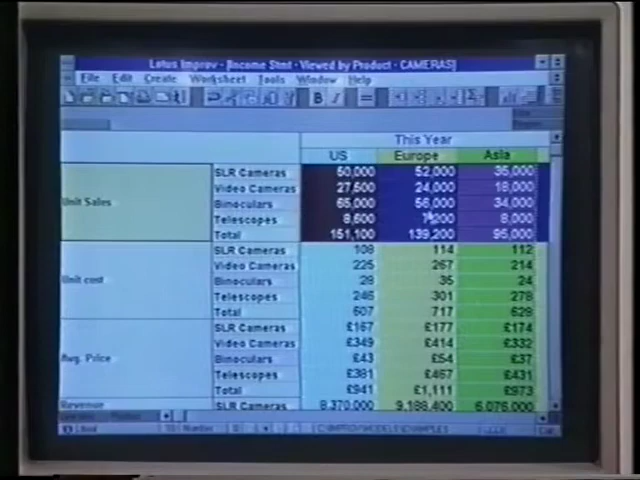 Lotus Improv - [Income Stmt - Viewed by Product - CAMERAS]
File Edit Create Worksheet Tools Window Help
B I
This Year
US Europe Asia
Unit Sales SLR Cameras 50,000 52,000 35,000
Video Cameras 27,500 24,000 18,000
Binoculars 65,000 56,000 34,000
Telescopes 8,600 7,200 8,000
Total 151,100 139,200 95,000
SLR Cameras 108 114 112
Video Cameras 225 267 214
Unit cost Binoculars 28 35 24
Telescopes 246 301 278
Total 607 717 628
SLR Cameras £167 £177 £174
Video Cameras £349 £414 £332
Avg. Price Binoculars £43 £54 £37
Telescopes £381 £467 £431
Total £941 £1,111 £973
Revenue SLR Cameras 8,370,000 9,188,400 6,076,000